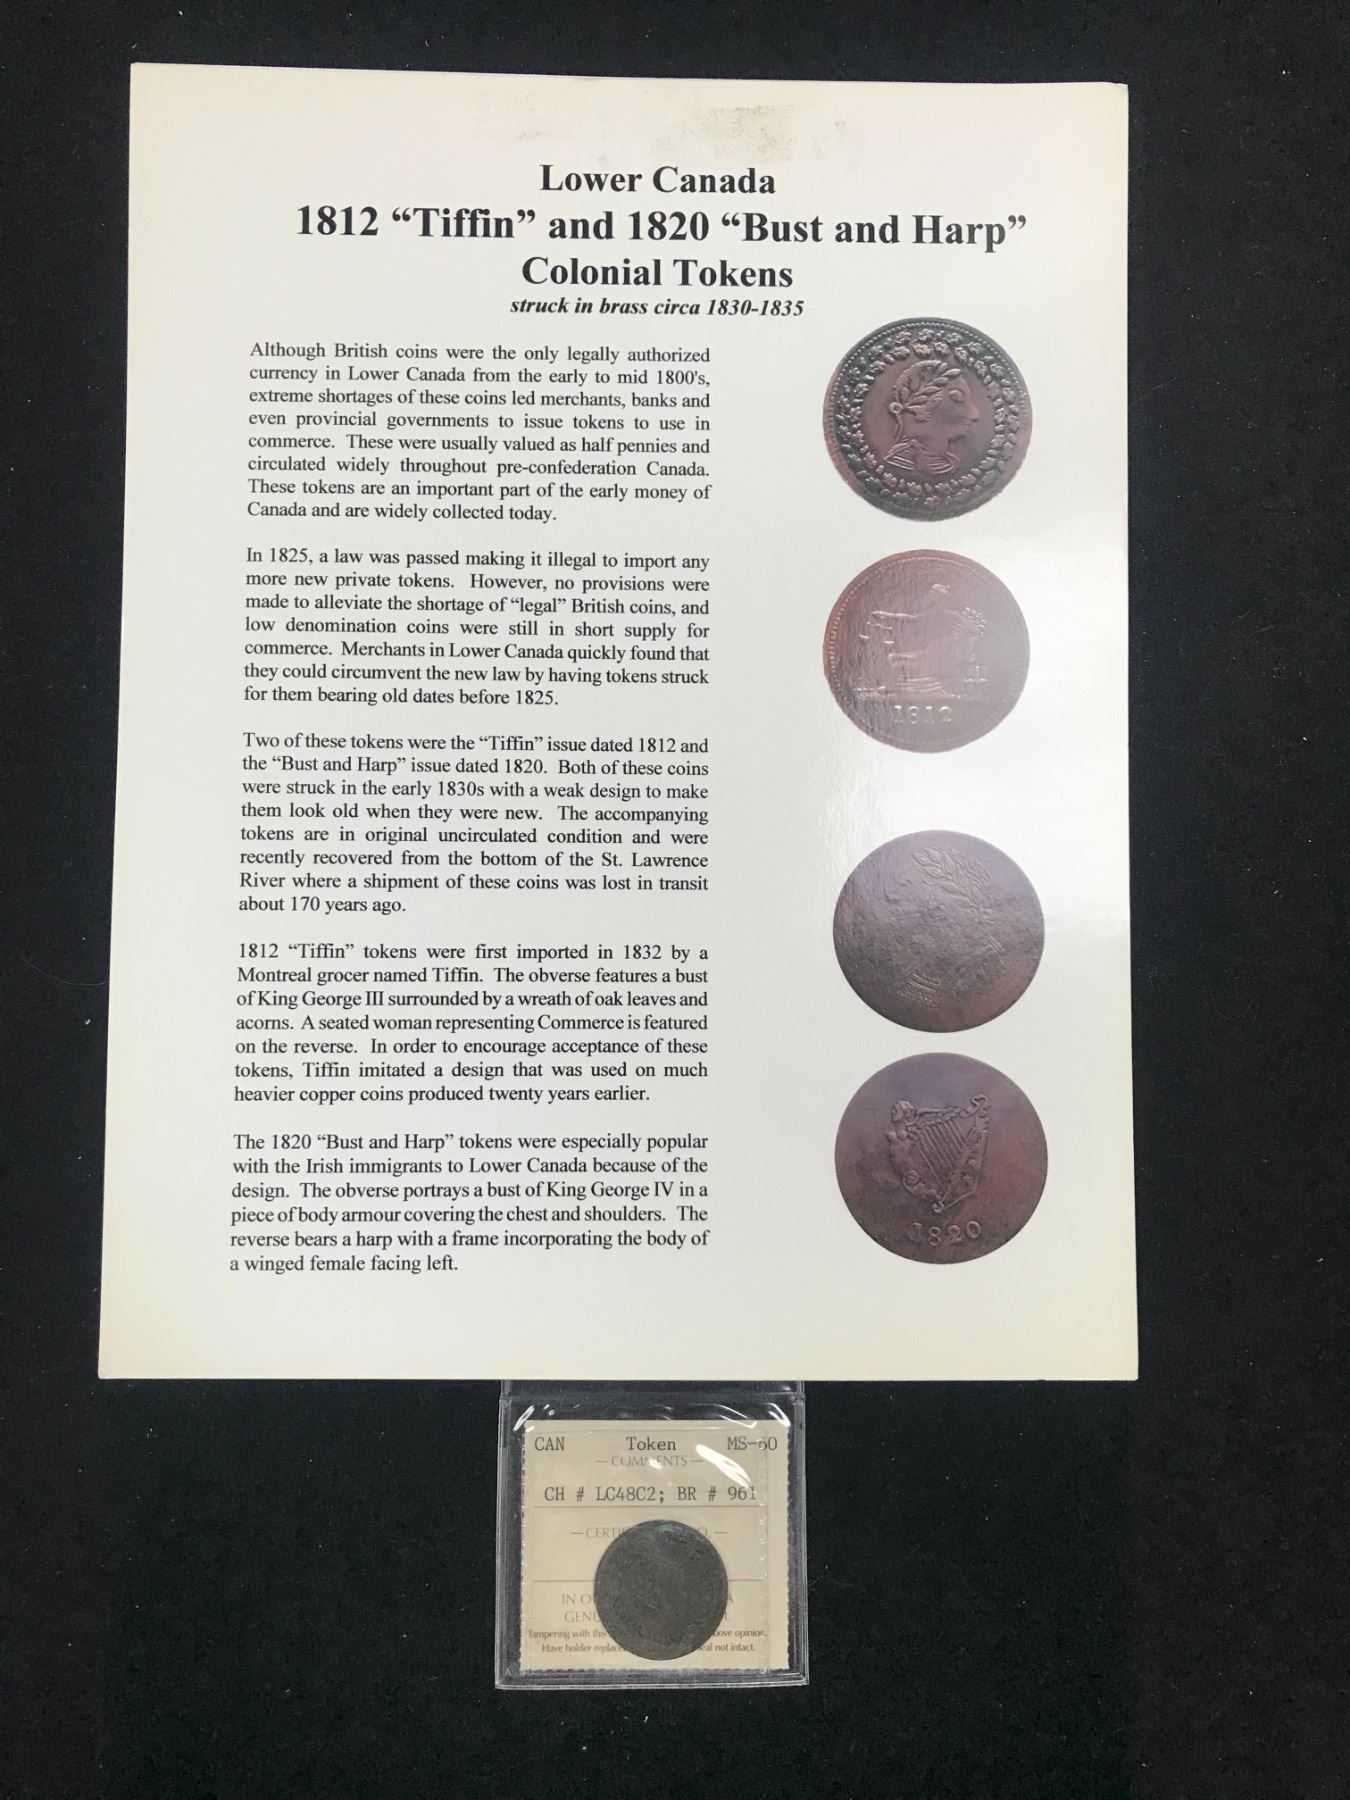 Lower Canada
1812 “Tiffin” and 1820 “Bust and Harp”
Colonial Tokens
struck in brass circa 1830-1835
Although British coins were the only legally authorized
currency in Lower Canada from the early to mid 1800's,
extreme shortages of these coins led merchants, banks and
even provincial governments to issue tokens to use in
commerce. These were usually valued as half pennies and
circulated widely throughout pre-confederation Canada.
These tokens are an important part of the early money of
Canada and are widely collected today.
In 1825, a law was passed making it illegal to import any
more new private tokens. However, no provisions were
made to alleviate the shortage of “legal” British coins, and
low denomination coins were still in short supply for
commerce. Merchants in Lower Canada quickly found that
they could circumvent the new law by having tokens struck
for them bearing old dates before 1825.
Two of these tokens were the “Tiffin” issue dated 1812 and
the “Bust and Harp” issue dated 1820. Both of these coins
were struck in the early 1830s with a weak design to make
them look old when they were new. The accompanying
tokens are in original uncirculated condition and were
recently recovered from the bottom of the St. Lawrence
River where a shipment of these coins was lost in transit
about 170 years ago.
1812 “Tiffin” tokens were first imported in 1832 by a
Montreal grocer named Tiffin. The obverse features a bust
of King George III surrounded by a wreath of oak leaves and
acorns. A seated woman representing Commerce is featured
on the reverse. In order to encourage acceptance of these
tokens, Tiffin imitated a design that was used on much
heavier copper coins produced twenty years earlier.
The 1820 “Bust and Harp” tokens were especially popular
with the Irish immigrants to Lower Canada because of the
design. The obverse portrays a bust of King George IV in a
piece of body armour covering the chest and shoulders. The
reverse bears a harp with a frame incorporating the body of
a winged female facing left.
1812
1820
CAN Token MS-60
— COMMENTS —
CH # LC48C2; BR # 961
IN
tampering with this opinion.
Have holder not intact.